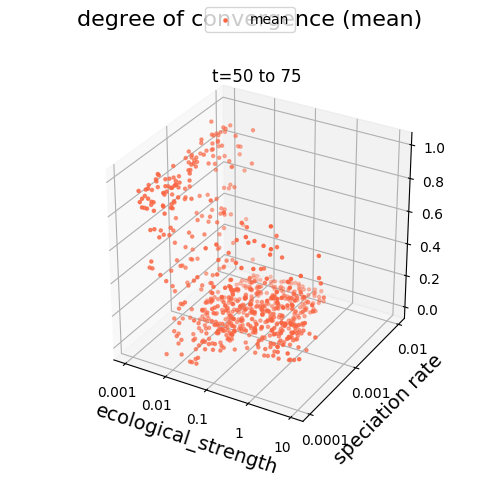 degree of convergence (mean)
mean
t=50 to 75
1.0
0.8
0.6
0.4
0.2
0.0
0.01
0.001
0.0001
speciation rate
0.001
0.01
0.1
1
10
ecological_strength